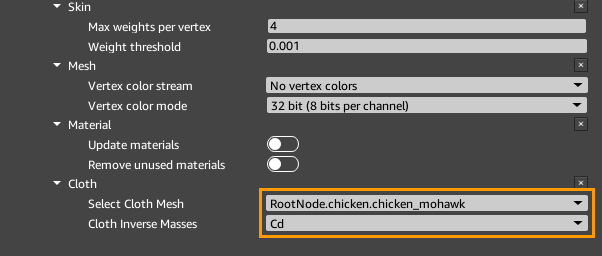 Skin
Max weights per vertex 4
Weight threshold 0.001
Mesh
Vertex color stream No vertex colors
Vertex color mode 32 bit (8 bits per channel)
Material
Update materials
Remove unused materials
Cloth
Select Cloth Mesh RootNode.chicken.chicken_mohawk
Cloth Inverse Masses Cd